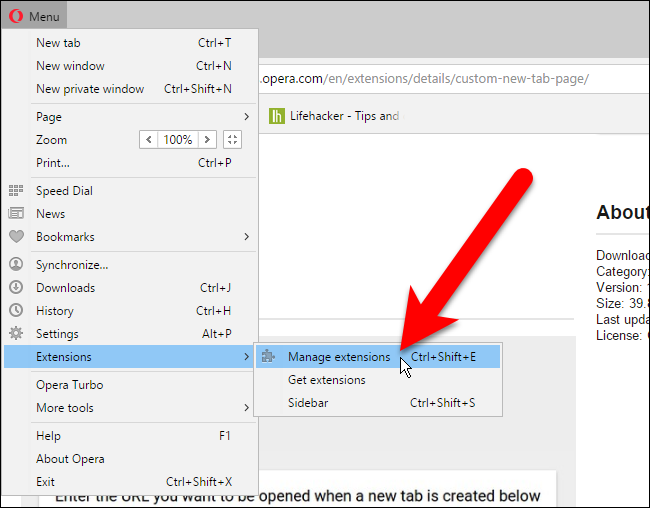 Menu
New tab Ctrl+T
New window Ctrl+N
New private window Ctrl+Shift+N
Page
Zoom 100%
Print... Ctrl+P
Speed Dial
News
Bookmarks
Synchronize...
Downloads Ctrl+J
History Ctrl+H
Settings Alt+P
Extensions
Opera Turbo
More tools
Help F1
About Opera
Exit Ctrl+Shift+X
Manage extensions Ctrl+Shift+E
Get extensions
Sidebar Ctrl+Shift+S
.opera.com/en/extensions/details/custom-new-tab-page/
lh Lifehacker - Tips and
About
Downloa
Category:
Version: 1
Size: 39.8
Last upda
License:
Enter the URL you want to be opened when a new tab is created below